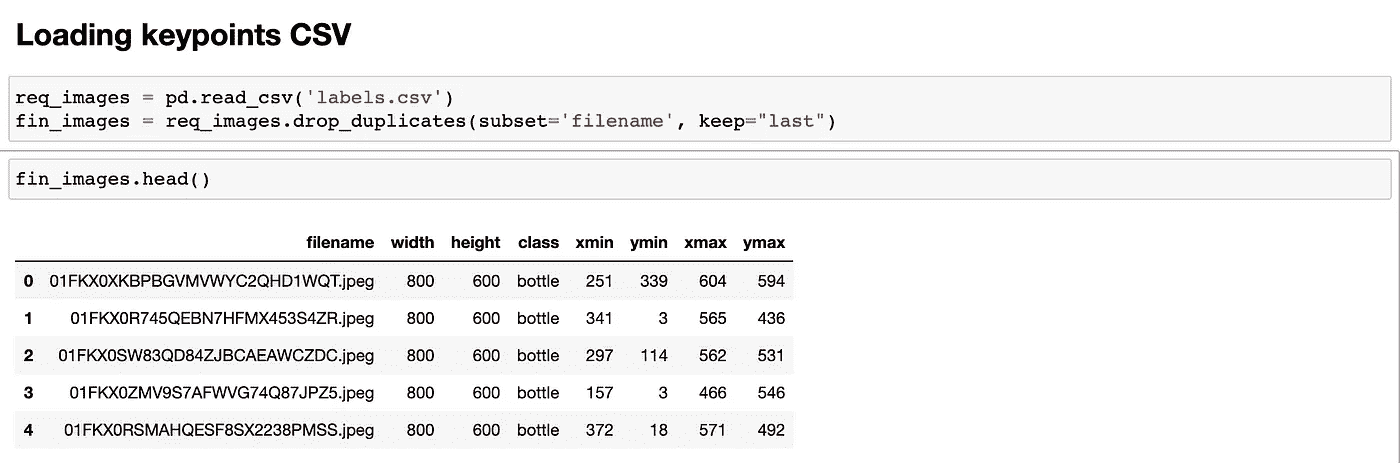 Loading keypoints CSV
req_images = pd.read_csv('labels.csv')
fin_images = req_images.drop_duplicates(subset='filename', keep="last")
fin_images.head()
filename width height class xmin ymin xmax ymax
0 01FKX0XKBPBGVMVWYC2QHD1WQT.jpeg 800 600 bottle 251 339 604 594
1 01FKX0R745QEBN7HFMX453S4ZR.jpeg 800 600 bottle 341 3 565 436
2 01FKX0SW83QD84ZJBCAEAWCZDC.jpeg 800 600 bottle 297 114 562 531
3 01FKX0ZMV9S7AFWVG74Q87JPZ5.jpeg 800 600 bottle 157 3 466 546
4 01FKX0RSMAHQESF8SX2238PMSS.jpeg 800 600 bottle 372 18 571 492